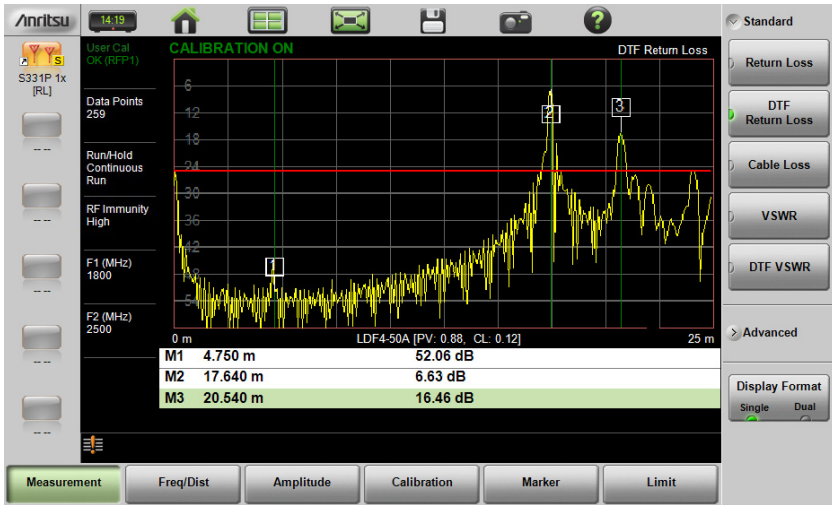 /Inritsu
14:19
?
Standard
S
S331P 1x
[RL]
-- --
-- --
-- --
-- --
-- --
User Cal
OK (RFP1)
Data Points
259
Run/Hold
Continuous
Run
RF Immunity
High
F1 (MHz)
1800
F2 (MHz)
2500
CALIBRATION ON
DTF Return Loss
-6
-12
-18
-24
-30
-36
-42
-48
-54
1
2
3
0 m
LDF4-50A [PV: 0.88, CL: 0.12]
25 m
M1 4.750 m 52.06 dB
M2 17.640 m 6.63 dB
M3 20.540 m 16.46 dB
Return Loss
DTF
Return Loss
Cable Loss
VSWR
DTF VSWR
Advanced
Display Format
Single Dual
Measurement
Freq/Dist
Amplitude
Calibration
Marker
Limit